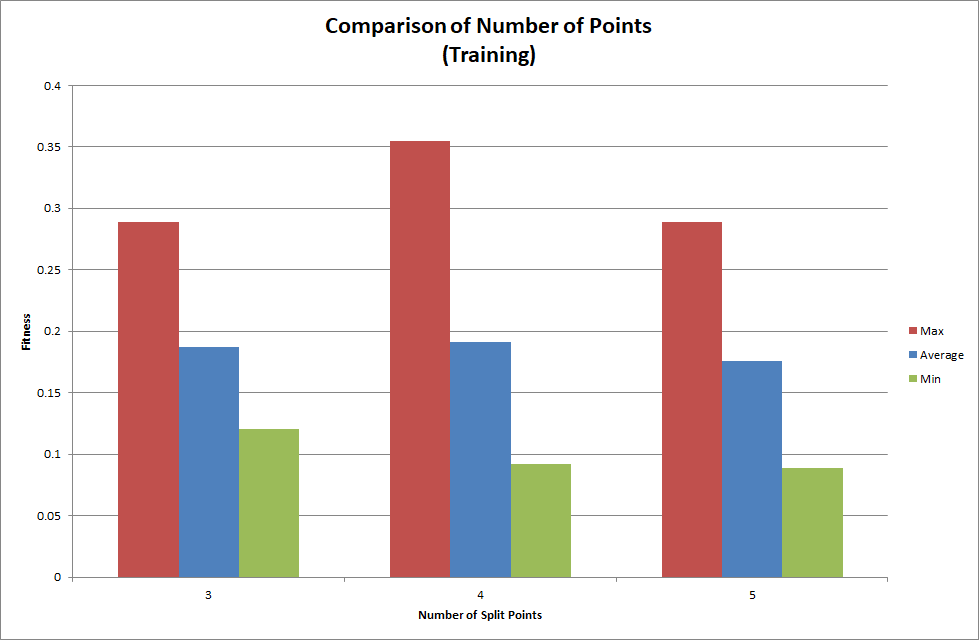 Comparison of Number of Points
(Training)
0.4
0.35
0.3
0.25
0.2
0.15
0.1
0.05
0
Fitness
3
4
5
Number of Split Points
Max
Average
Min